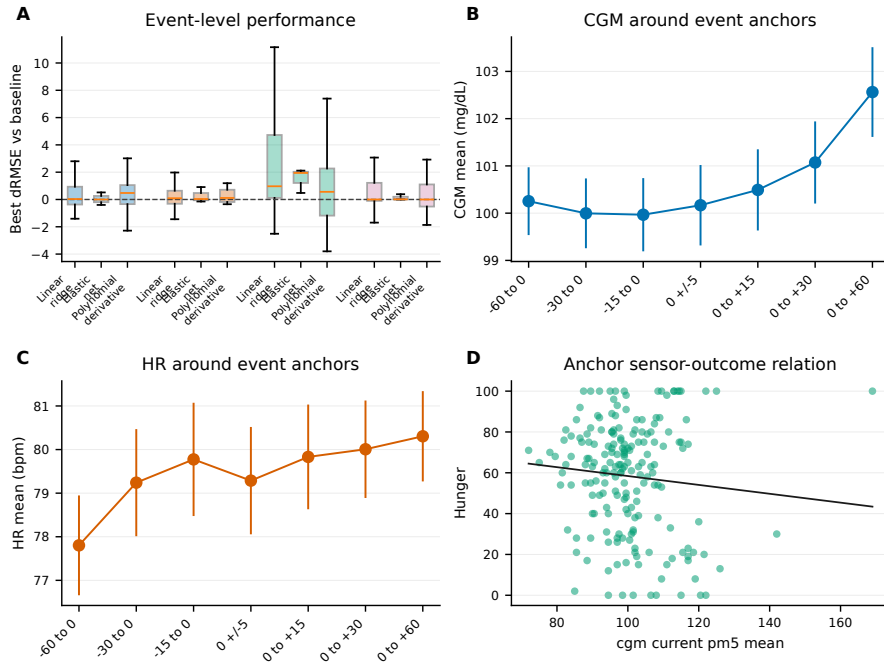 A
Event-level performance
Best dRMSE vs baseline
10
8
6
4
2
0
−2
−4
Linear
ridge
Elastic
net
Polynomial
derivative
Linear
ridge
Elastic
net
Polynomial
derivative
Linear
ridge
Elastic
net
Polynomial
derivative
Linear
ridge
Elastic
net
Polynomial
derivative
B
CGM around event anchors
CGM mean (mg/dL)
103
102
101
100
99
-60 to 0
-30 to 0
-15 to 0
0 +/-5
0 to +15
0 to +30
0 to +60
C
HR around event anchors
HR mean (bpm)
81
80
79
78
77
-60 to 0
-30 to 0
-15 to 0
0 +/-5
0 to +15
0 to +30
0 to +60
D
Anchor sensor-outcome relation
Hunger
100
80
60
40
20
0
80
100
120
140
160
cgm current pm5 mean